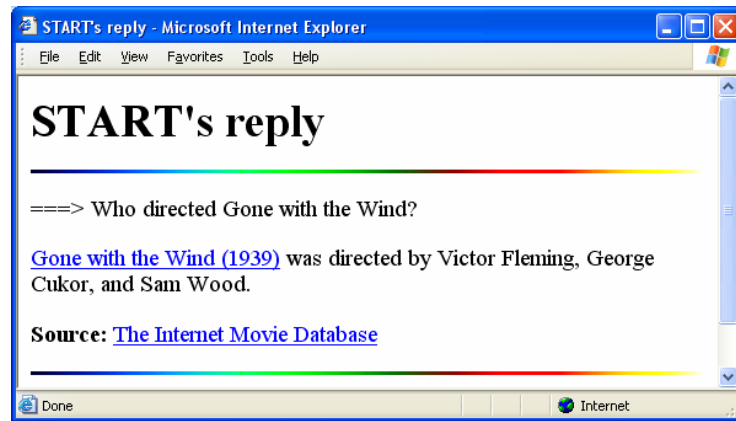 START's reply - Microsoft Internet Explorer
File Edit View Favorites Tools Help
START's reply
===> Who directed Gone with the Wind?
Gone with the Wind (1939) was directed by Victor Fleming, George
Cukor, and Sam Wood.
Source: The Internet Movie Database
Done Internet